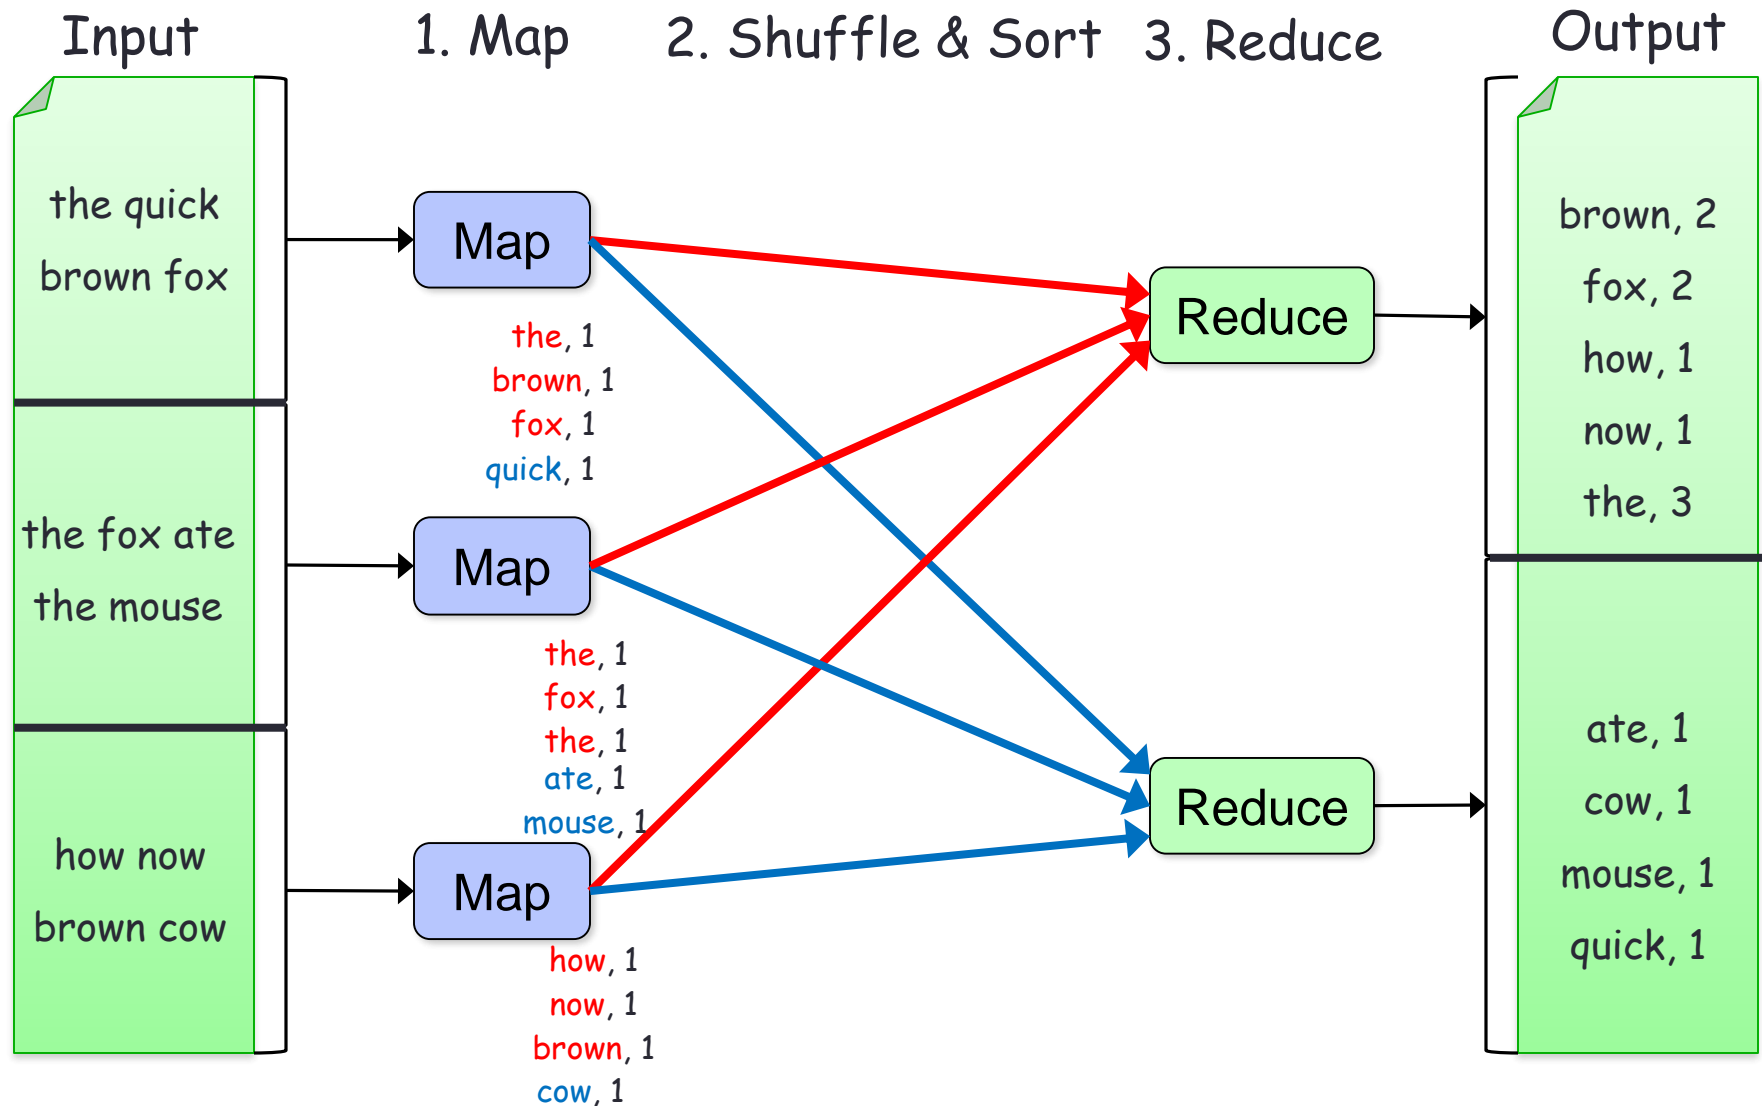 Input
1. Map
2. Shuffle & Sort
3. Reduce
Output
the quick
brown fox
the fox ate
the mouse
how now
brown cow
Map
the, 1
brown, 1
fox, 1
quick, 1
Map
the, 1
fox, 1
the, 1
ate, 1
mouse, 1
Map
how, 1
now, 1
brown, 1
cow, 1
Reduce
Reduce
brown, 2
fox, 2
how, 1
now, 1
the, 3
ate, 1
cow, 1
mouse, 1
quick, 1